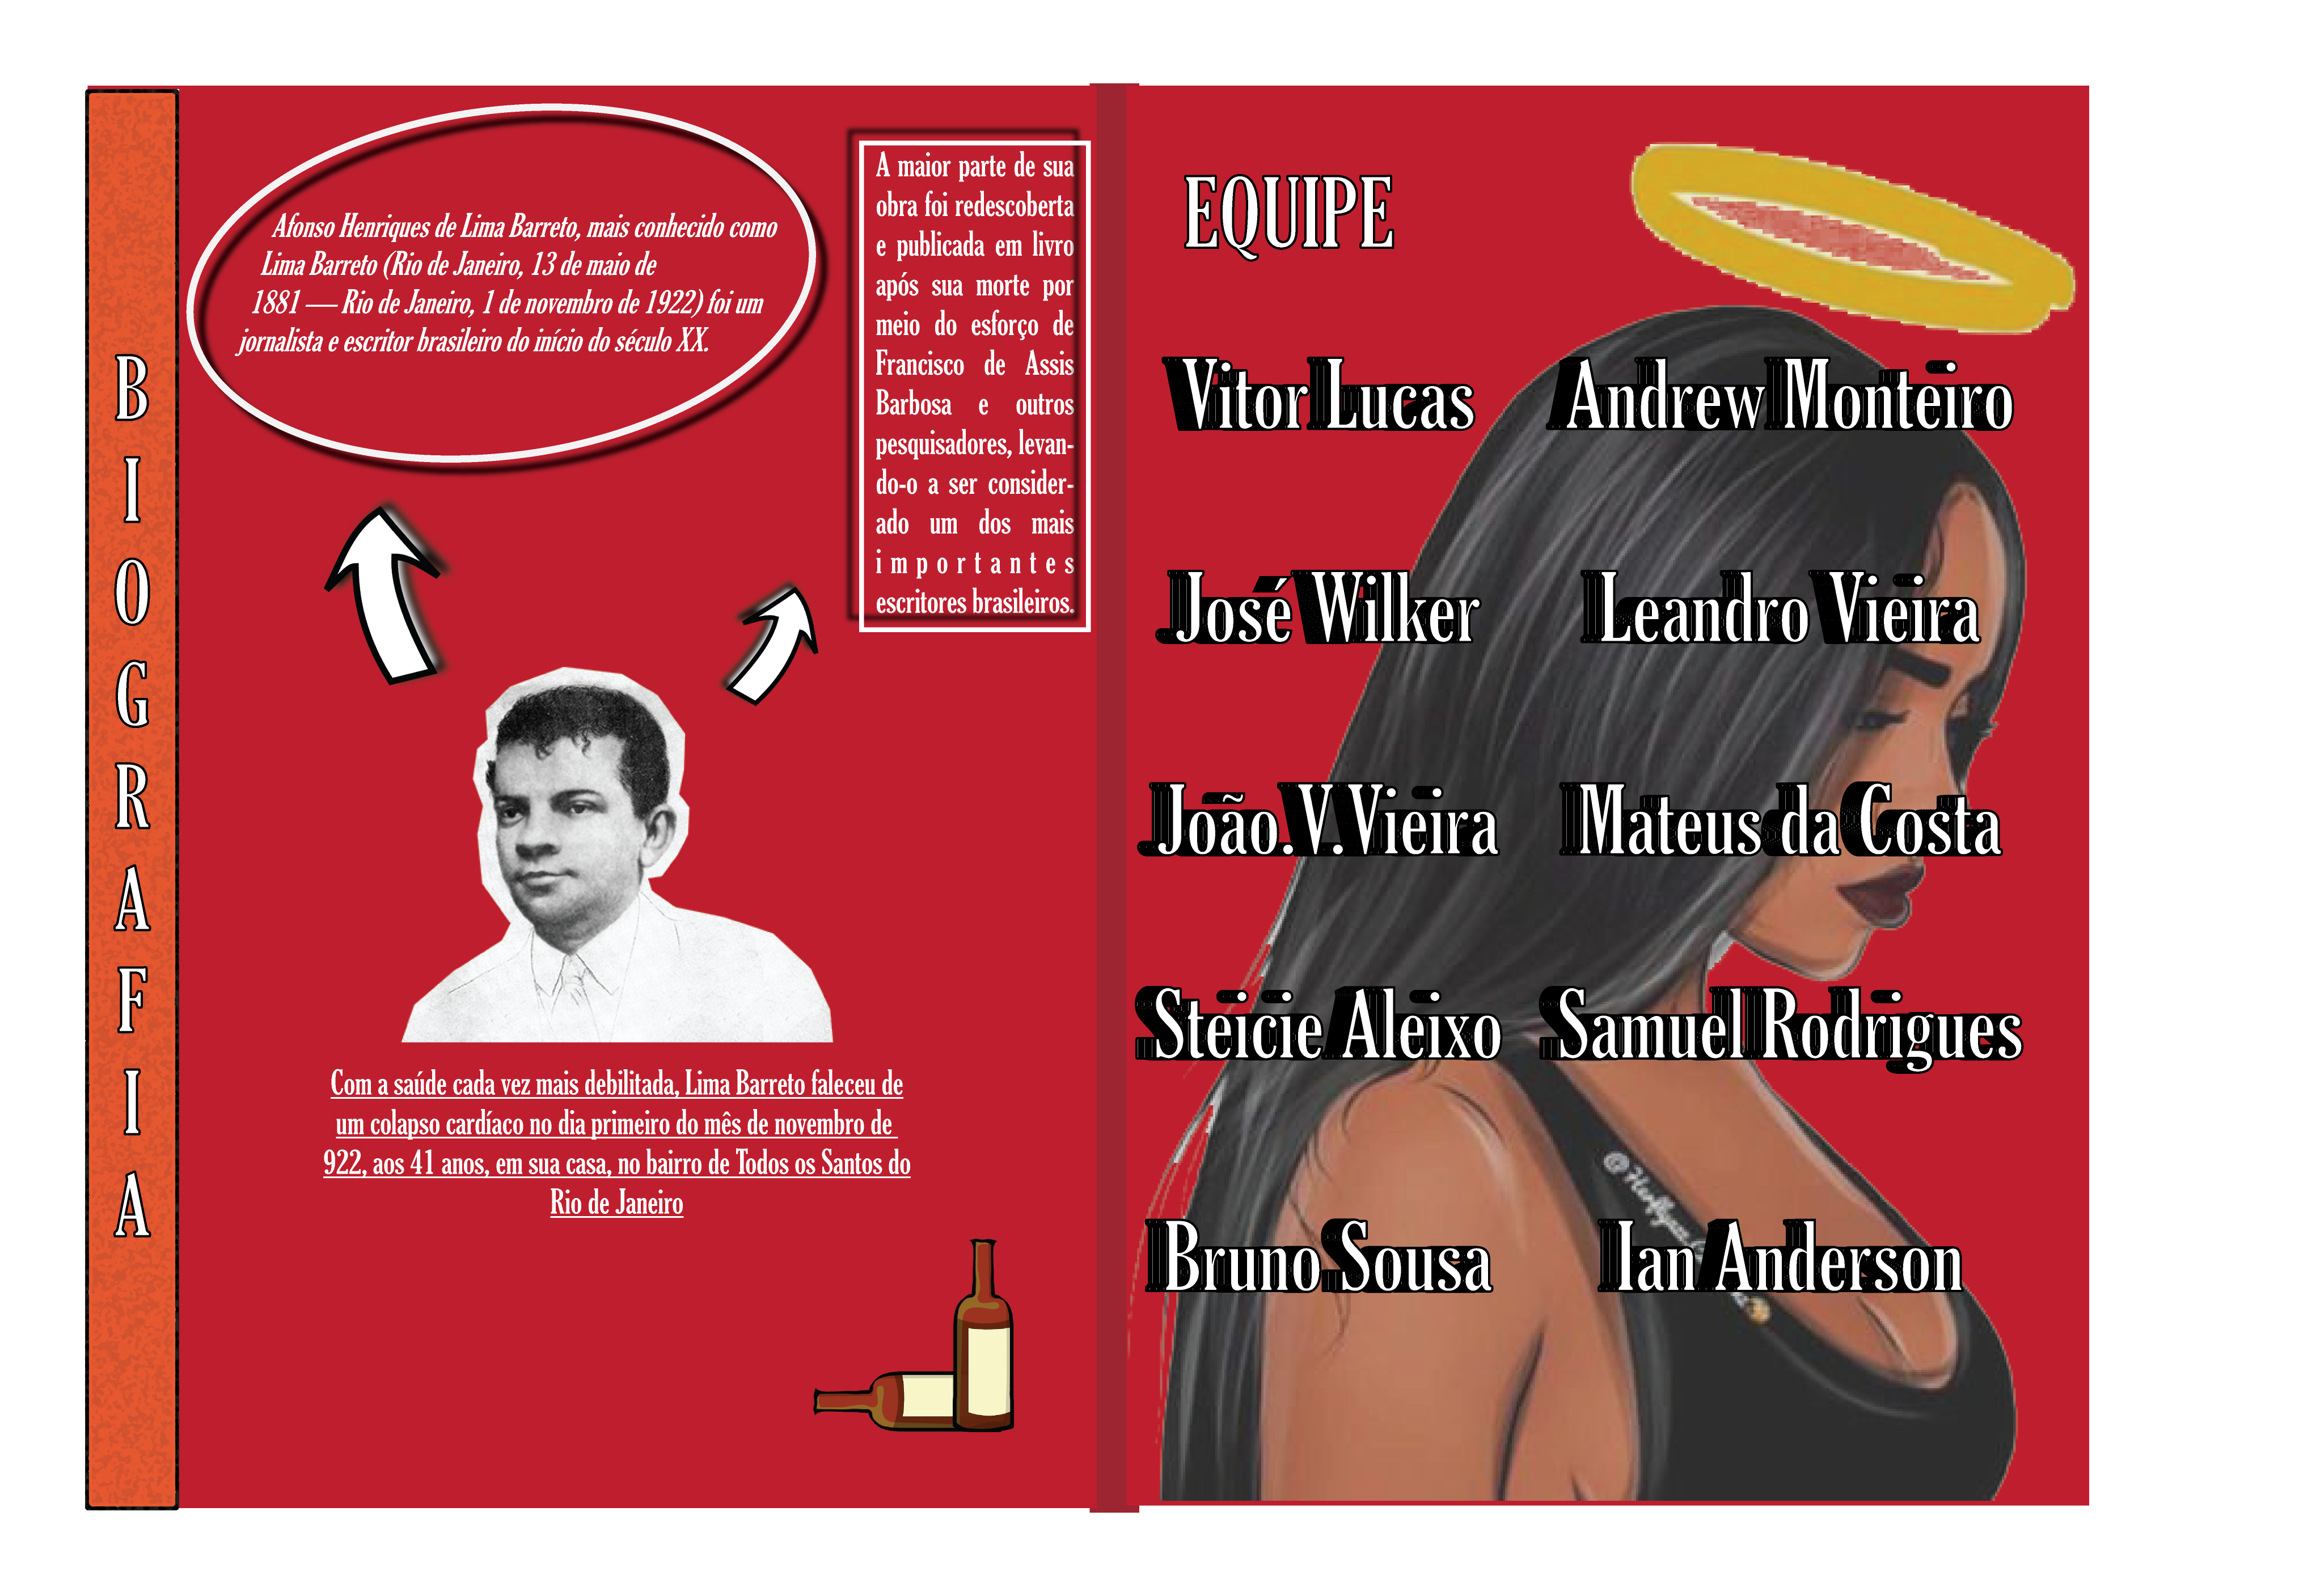 BIOGRAFIA
Afonso Henriques de Lima Barreto, mais conhecido como
Lima Barreto (Rio de Janeiro, 13 de maio de
1881 — Rio de Janeiro, 1 de novembro de 1922) foi um
jornalista e escritor brasileiro do início do século XX.
A maior parte de sua
obra foi redescoberta
e publicada em livro
após sua morte por
meio do esforço de
Francisco de Assis
Barbosa e outros
pesquisadores, levan-
do-o a ser consider-
ado um dos mais
importantes
escritores brasileiros.
Com a saúde cada vez mais debilitada, Lima Barreto faleceu de
um colapso cardíaco no dia primeiro do mês de novembro de
922, aos 41 anos, em sua casa, no bairro de Todos os Santos do
Rio de Janeiro
EQUIPE
Vitor Lucas Andrew Monteiro
José Wilker Leandro Vieira
João.V.Vieira Mateus da Costa
Steicie Aleixo Samuel Rodrigues
Bruno Sousa Ian Anderson